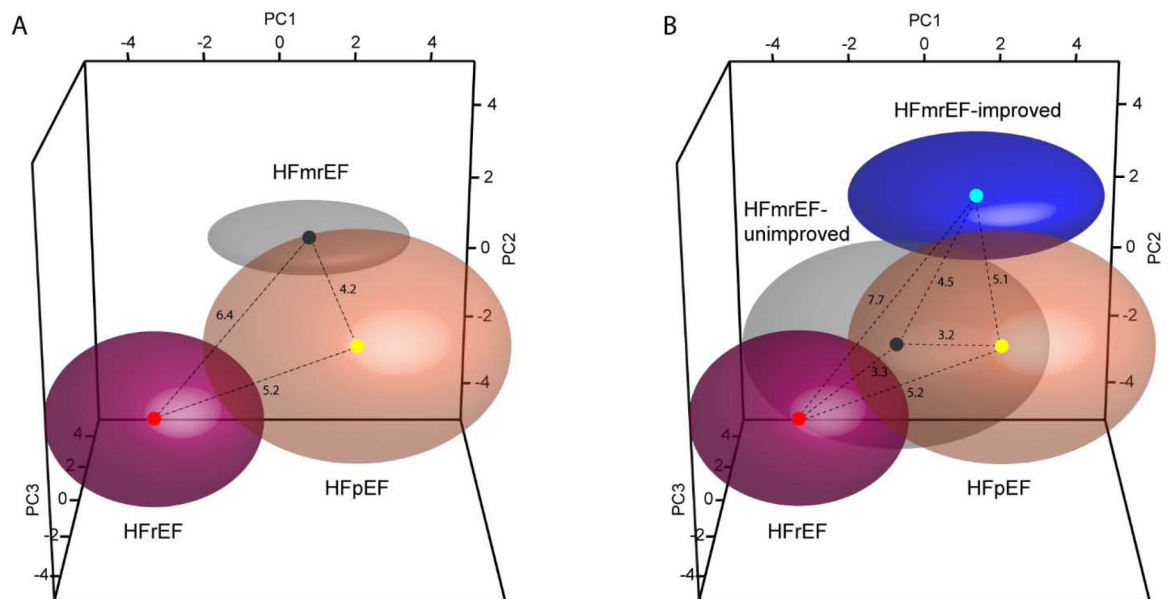 A
PC1
-4 0 2 4
4
2
0
PC2
-2
-4
HFmrEF
4.2
6.4
5.2
4
2
0
PC3
-2
-4
HFpEF
HFrEF
B
PC1
-4 0 2 4
4
2
0
PC2
-2
-4
HFmrEF-improved
HFmrEF-
unimproved
7.7
4.5
5.1
3.2
3.3
5.2
4
2
0
PC3
-2
-4
HFpEF
HFrEF